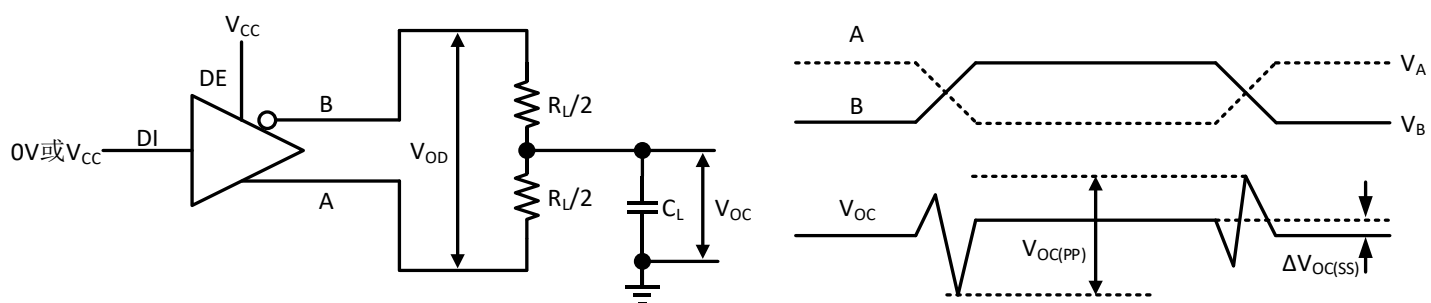 V_CC
DE
B
R_L/2
0V或V_CC
DI
V_OD
A
R_L/2
C_L
V_OC
A
V_A
B
V_B
V_OC
V_OC(PP)
ΔV_OC(SS)